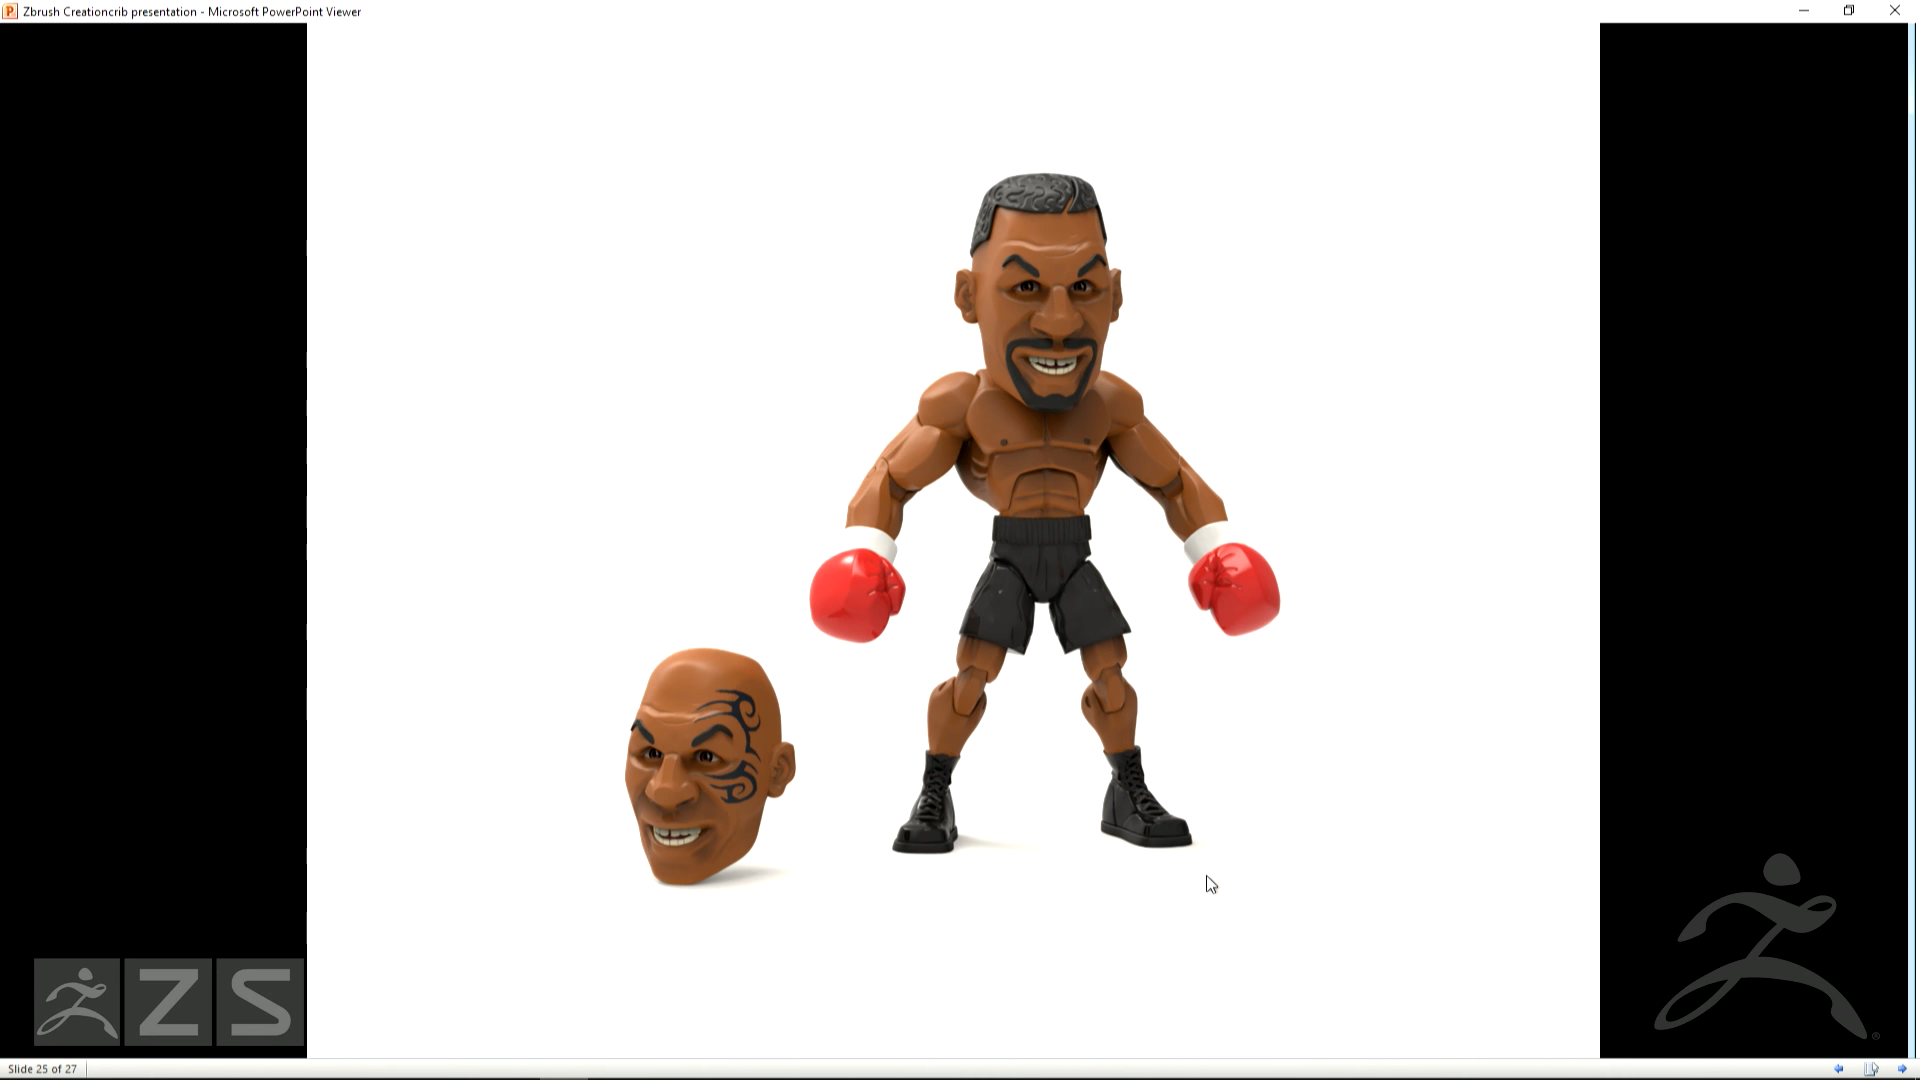 Zbrush Creationcrib presentation - Microsoft PowerPoint Viewer
ZS
Slide 25 of 27